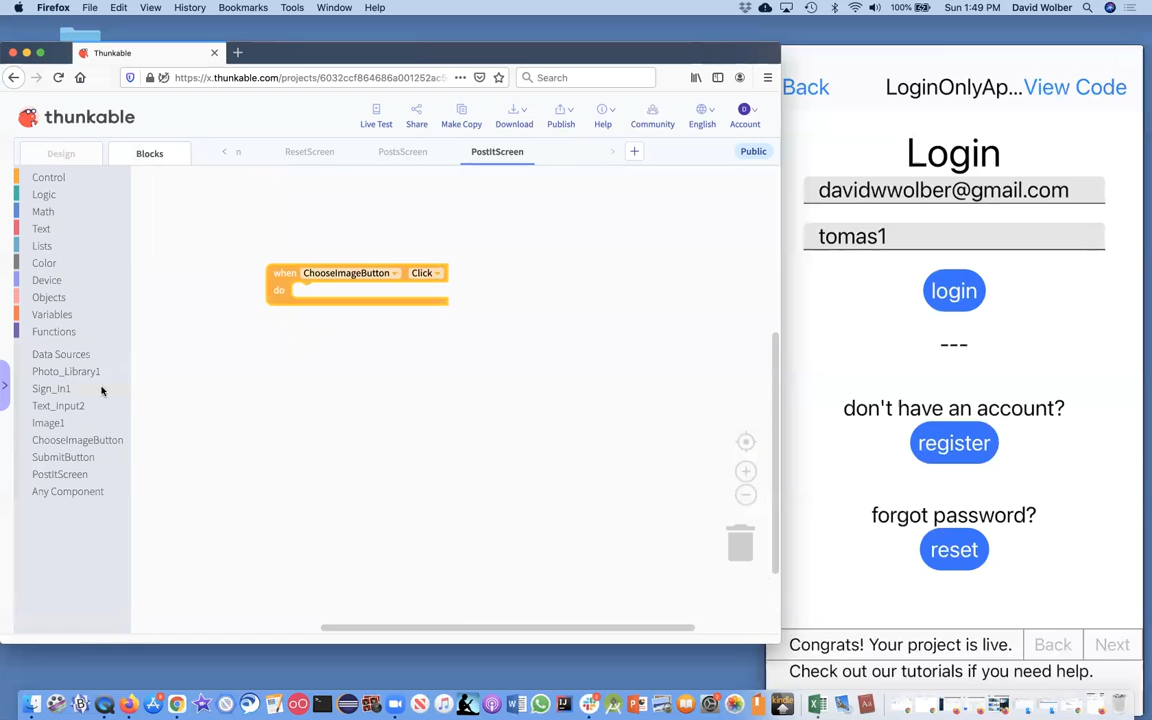 Firefox File Edit View History Bookmarks Tools Window Help 100% Sun 1:49 PM David Wolber
Thunkable
https://x.thunkable.com/projects/6032ccf864686a001252ac5 Search
thunkable
Live Test Share Make Copy Download Publish Help Community English Account
D
Design Blocks n ResetScreen PostsScreen PostItScreen Public
Control
Logic
Math
Text
Lists
Color
Device
Objects
Variables
Functions
Data Sources
Photo_Library1
Sign_In1
Text_Input2
Image1
ChooseImageButton
SubmitButton
PostItScreen
Any Component
when ChooseImageButton Click
do
Back LoginOnlyAp... View Code
Login
davidwwolber@gmail.com
tomas1
login
---
don't have an account?
register
forgot password?
reset
Congrats! Your project is live. Back Next
Check out our tutorials if you need help.